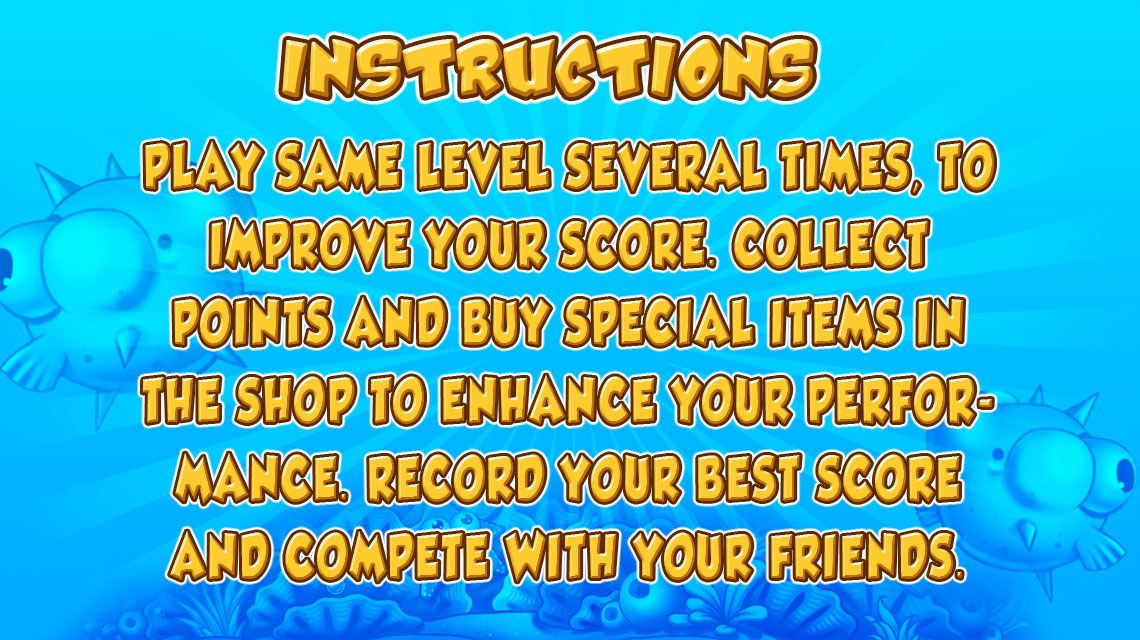 INSTRUCTIONS
PLAY SAME LEVEL SEVERAL TIMES, TO
IMPROVE YOUR SCORE. COLLECT
POINTS AND BUY SPECIAL ITEMS IN
THE SHOP TO ENHANCE YOUR PERFOR-
MANCE. RECORD YOUR BEST SCORE
AND COMPETE WITH YOUR FRIENDS.